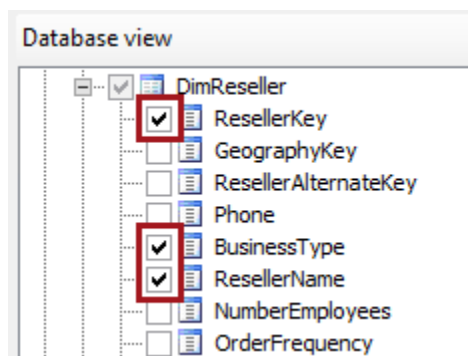 Database view
DimReseller
ResellerKey
GeographyKey
ResellerAlternateKey
Phone
BusinessType
ResellerName
NumberEmployees
OrderFrequency